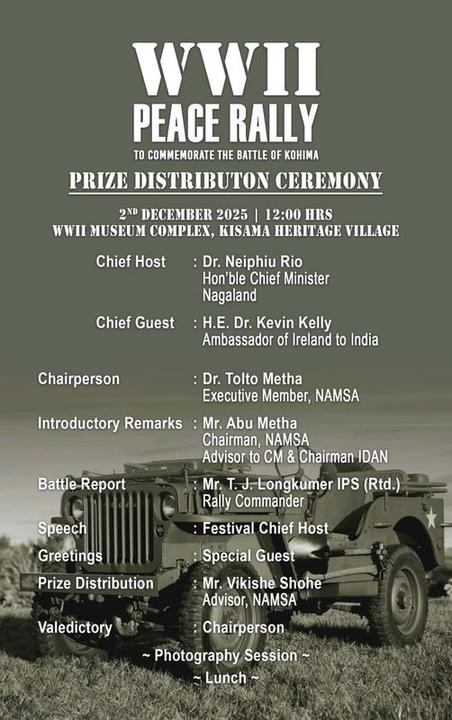 WWII
PEACE RALLY
TO COMMEMORATE THE BATTLE OF KOHIMA
PRIZE DISTRIBUTON CEREMONY
2ND DECEMBER 2025 | 12:00 HRS
WWII MUSEUM COMPLEX, KISAMA HERITAGE VILLAGE
Chief Host : Dr. Neiphiu Rio
Hon'ble Chief Minister
Nagaland
Chief Guest : H.E. Dr. Kevin Kelly
Ambassador of Ireland to India
Chairperson : Dr. Tolto Metha
Executive Member, NAMSA
Introductory Remarks : Mr. Abu Metha
Chairman, NAMSA
Advisor to CM & Chairman IDAN
Battle Report : Mr. T. J. Longkumer IPS (Rtd.)
Rally Commander
Speech : Festival Chief Host
Greetings : Special Guest
Prize Distribution : Mr. Vikishe Shohe
Advisor, NAMSA
Valedictory : Chairperson
~ Photography Session ~
~ Lunch ~